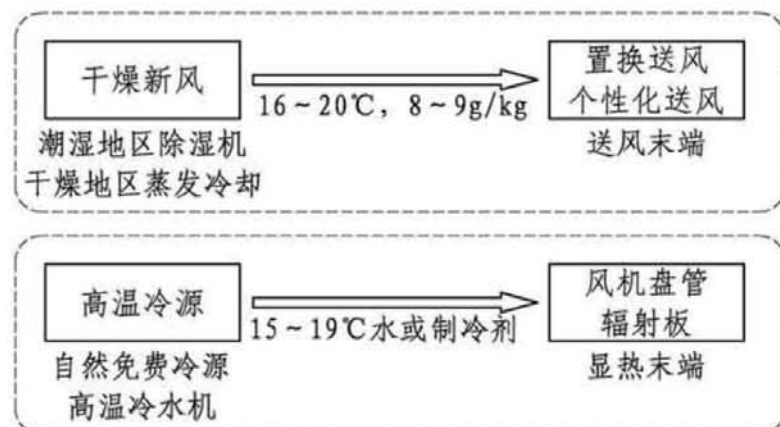 干燥新风
16~20℃, 8~9g/kg
置换送风
个性化送风
潮湿地区除湿机
干燥地区蒸发冷却
送风末端
高温冷源
15~19℃水或制冷剂
风机盘管
辐射板
自然免费冷源
高温冷水机
显热末端